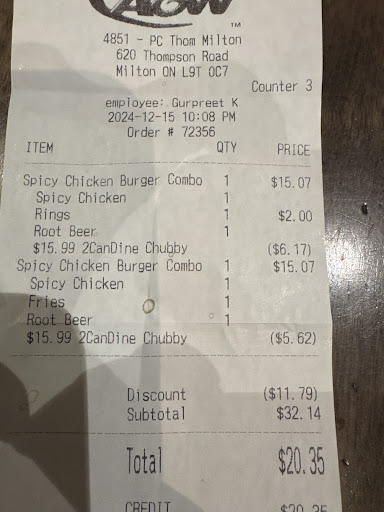 A&W
TM
4851 - PC Thom Milton
620 Thompson Road
Milton ON L9T 0C7
Counter 3
employee: Gurpreet K
2024-12-15 10:08 PM
Order # 72356
ITEM QTY PRICE
Spicy Chicken Burger Combo 1 $15.07
Spicy Chicken 1
Rings 1 $2.00
Root Beer 1
$15.99 2CanDine Chubby ($6.17)
Spicy Chicken Burger Combo 1 $15.07
Spicy Chicken 1
Fries 1
Root Beer 1
$15.99 2CanDine Chubby ($5.62)
Discount ($11.79)
Subtotal $32.14
Total $20.35
CREDIT $20.35